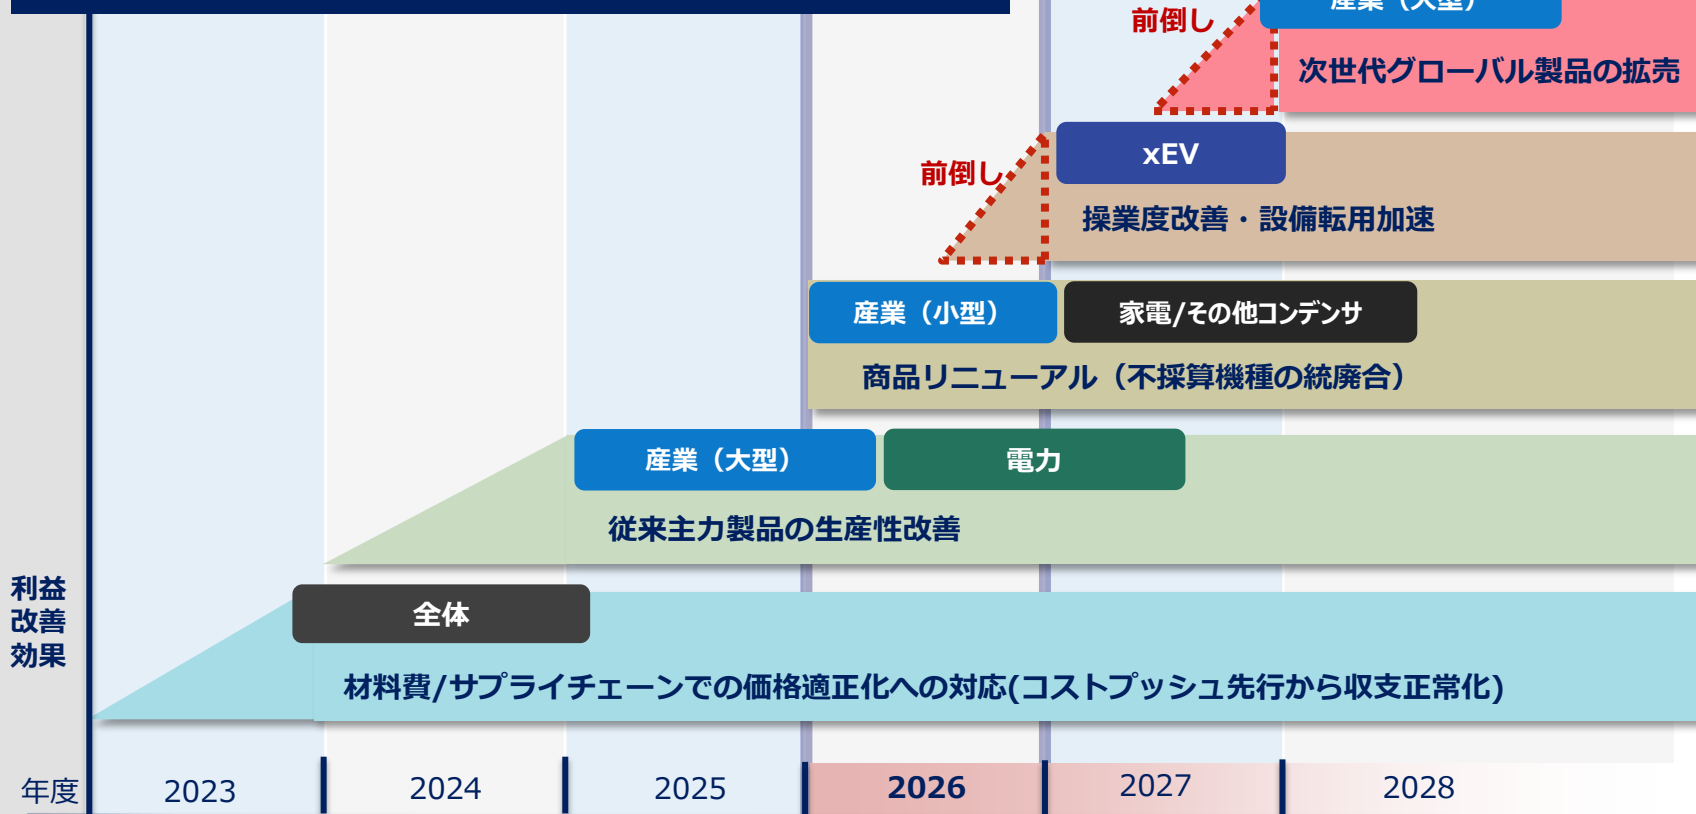 前倒し
産業（大型）
次世代グローバル製品の拡売
前倒し
xEV
操業度改善・設備転用加速
産業（小型）
家電/その他コンデンサ
商品リニューアル（不採算機種の統廃合）
産業（大型）
電力
従来主力製品の生産性改善
利益
改善
効果
全体
材料費/サプライチェーンでの価格適正化への対応(コストプッシュ先行から収支正常化)
年度
2023
2024
2025
2026
2027
2028